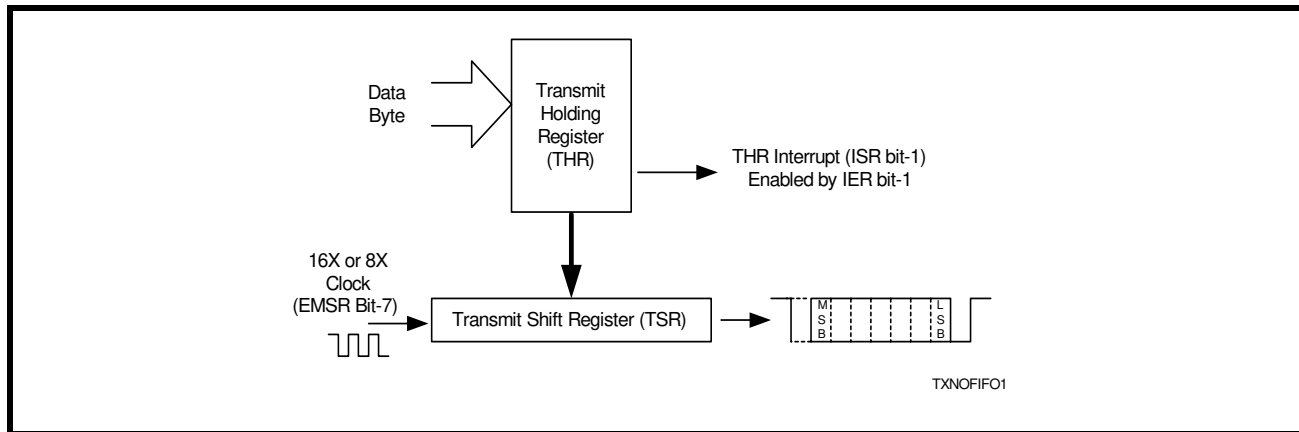 Data
Byte
Transmit
Holding
Register
(THR)
THR Interrupt (ISR bit-1)
Enabled by IER bit-1
16X or 8X
Clock
(EMSR Bit-7)
Transmit Shift Register (TSR)
M
S
B
L
S
B
TXNOFIFO1